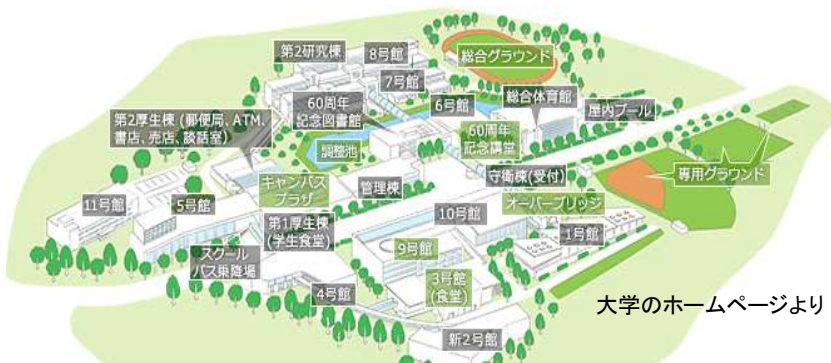 第2研究棟
8号館
総合グラウンド
7号館
60周年
記念図書館
6号館
総合体育館
屋内プール
第2厚生棟 (郵便局、ATM、
書店、売店、談話室)
調整池
60周年
記念講堂
守衛棟(受付)
専用グラウンド
キャンパス
プラザ
管理棟
オーバーブリッジ
11号館
5号館
第1厚生棟
(学生食堂)
10号館
1号館
スクール
バス乗降場
9号館
4号館
3号館
(食堂)
新2号館
大学のホームページより